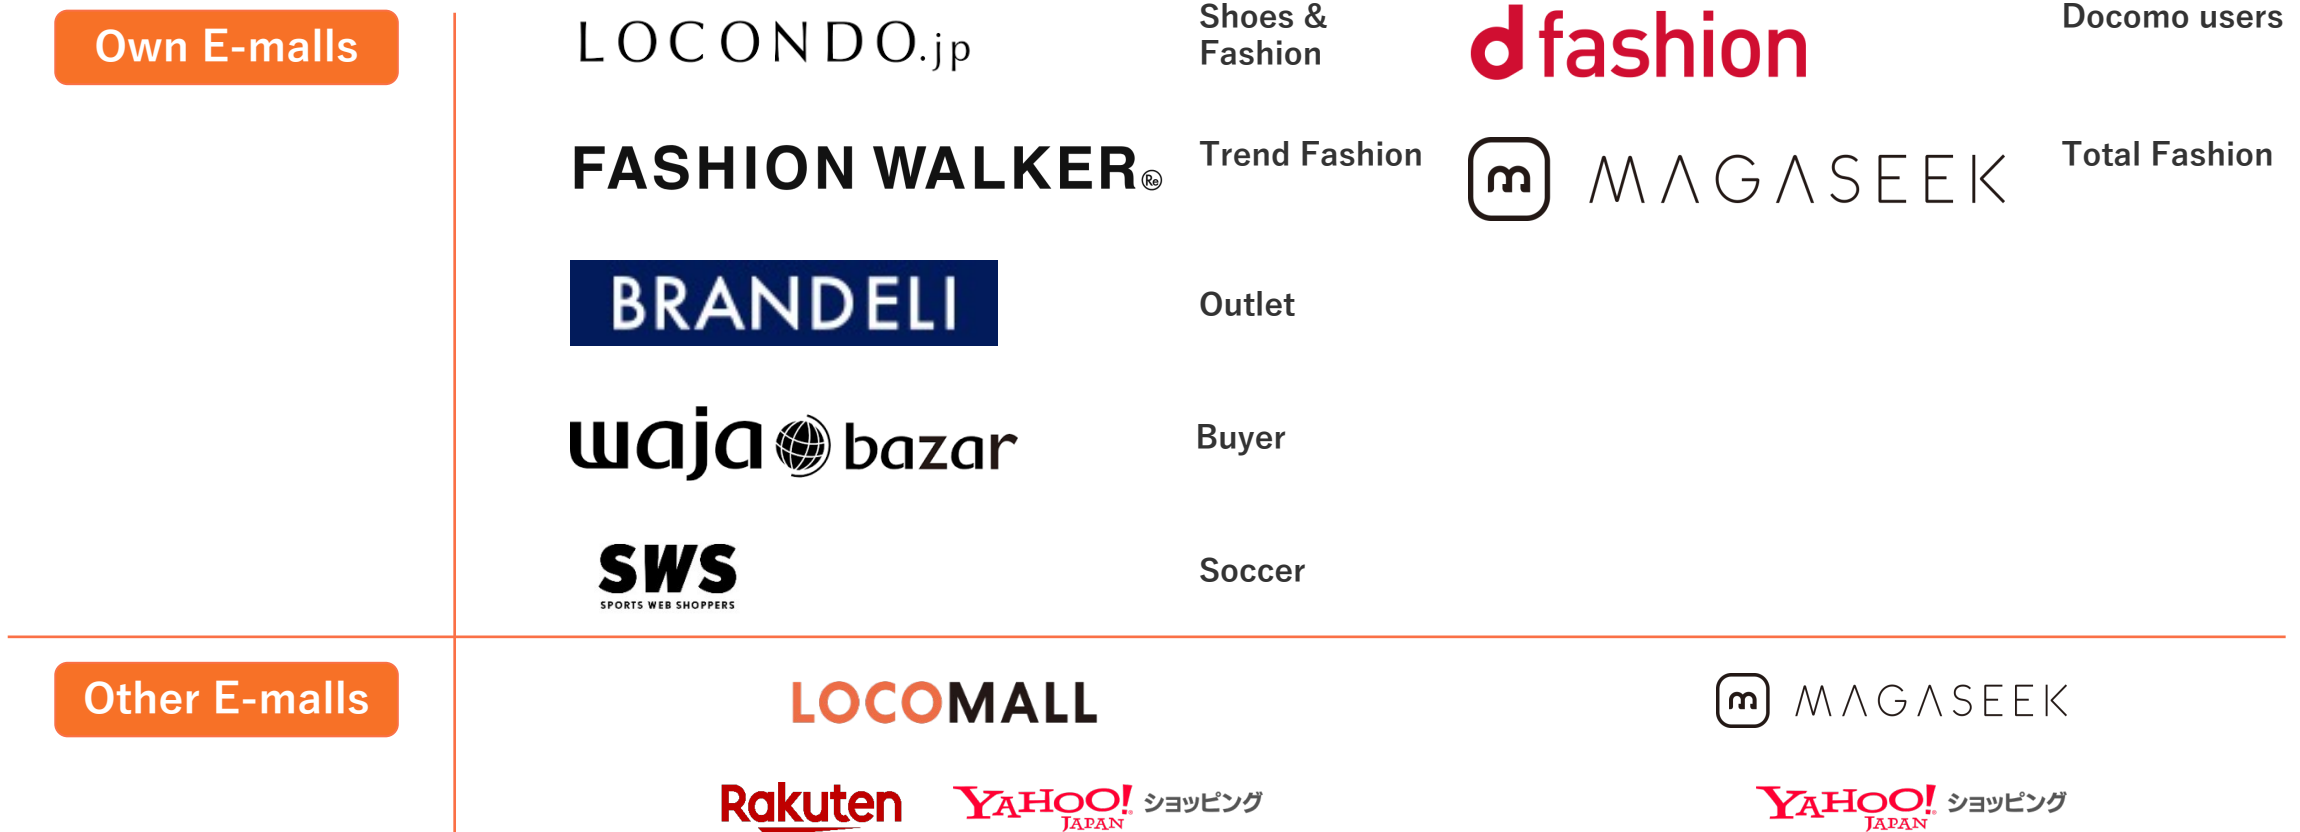 Own E-malls
LOCONDO.jp
Shoes &
Fashion
d fashion
Docomo users
FASHION WALKER Re
Trend Fashion
m MAGASEEK
Total Fashion
BRANDELI
Outlet
waja bazar
Buyer
SWS
SPORTS WEB SHOPPERS
Soccer
Other E-malls
LOCOMALL
m MAGASEEK
Rakuten
YAHOO! ショッピング
JAPAN
YAHOO! ショッピング
JAPAN